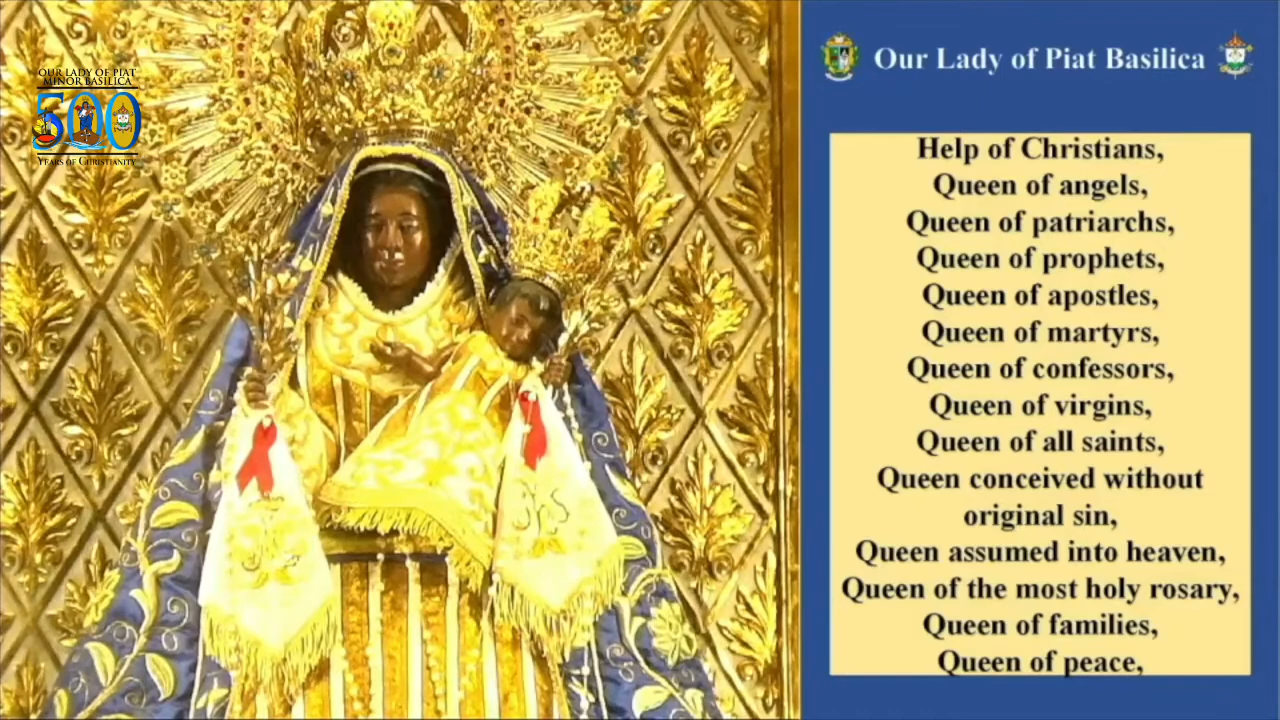 OUR LADY OF PIAT
MINOR BASILICA
500
YEARS OF CHRISTIANITY
Our Lady of Piat Basilica
Help of Christians,
Queen of angels,
Queen of patriarchs,
Queen of prophets,
Queen of apostles,
Queen of martyrs,
Queen of confessors,
Queen of virgins,
Queen of all saints,
Queen conceived without
original sin,
Queen assumed into heaven,
Queen of the most holy rosary,
Queen of families,
Queen of peace,